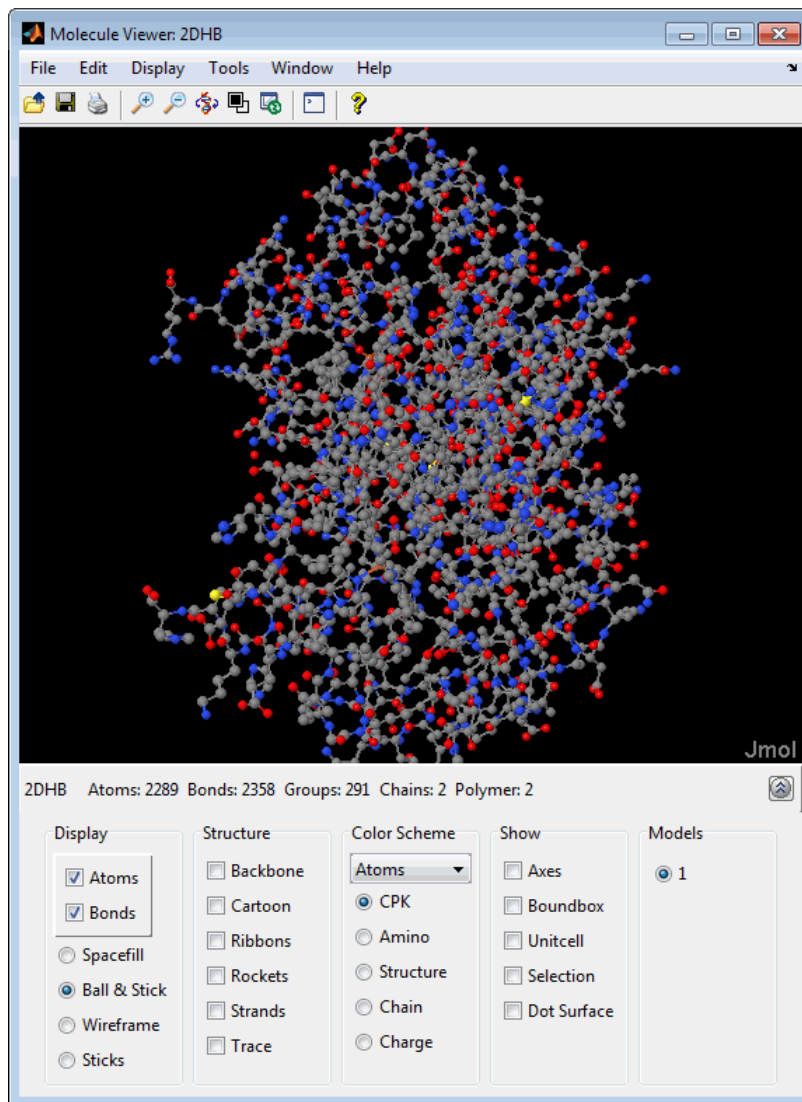 Molecule Viewer: 2DHB
File Edit Display Tools Window Help
Jmol
2DHB Atoms: 2289 Bonds: 2358 Groups: 291 Chains: 2 Polymer: 2
Display
Atoms
Bonds
Spacefill
Ball & Stick
Wireframe
Sticks
Structure
Backbone
Cartoon
Ribbons
Rockets
Strands
Trace
Color Scheme
Atoms
CPK
Amino
Structure
Chain
Charge
Show
Axes
Boundbox
Unitcell
Selection
Dot Surface
Models
1